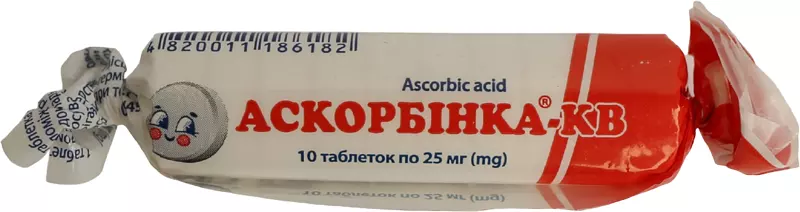 4 820011 186182
Ascorbic acid
АСКОРБІНКА®-КВ
10 таблеток по 25 мг (mg)